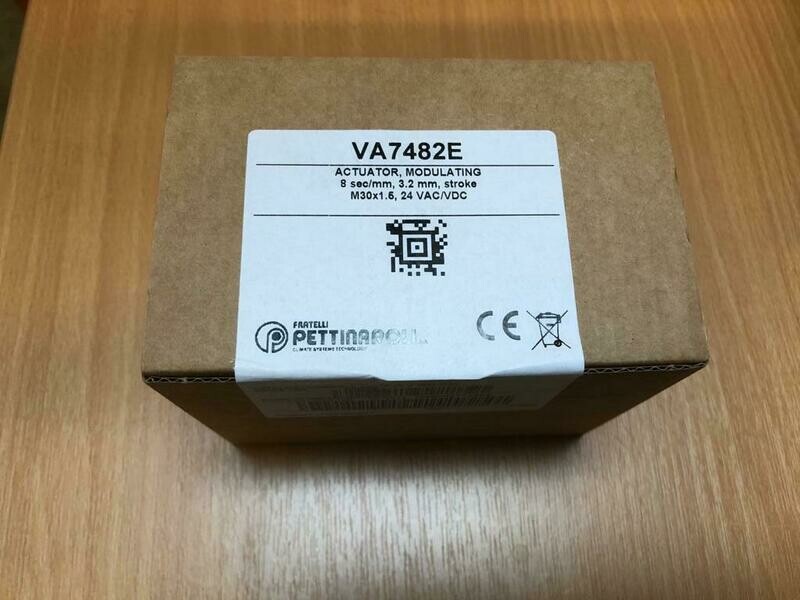 VA7482E
ACTUATOR, MODULATING
8 sec/mm, 3.2 mm, stroke
M30x1.5, 24 VAC/VDC
FRATELLI
PETTINAROLI
CLIMATE SYSTEMS TECHNOLOGY
CE